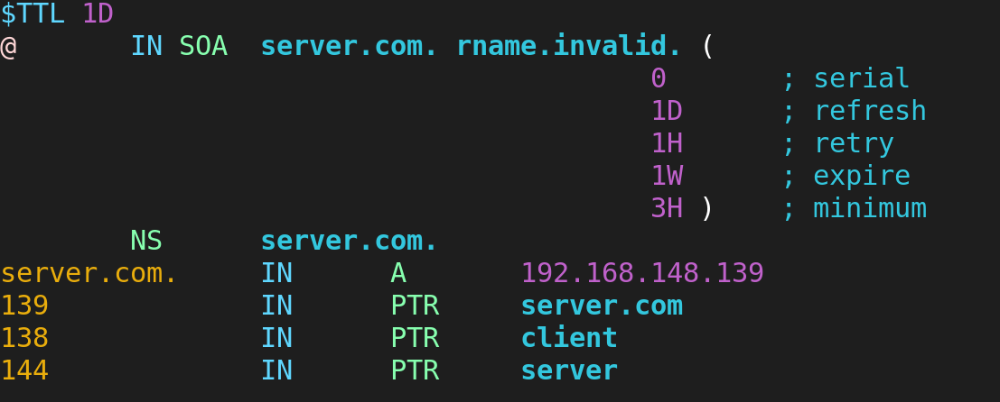 $TTL 1D
@ IN SOA server.com. rname.invalid. (
0 ; serial
1D ; refresh
1H ; retry
1W ; expire
3H ) ; minimum
NS server.com.
server.com. IN A 192.168.148.139
139 IN PTR server.com
138 IN PTR client
144 IN PTR server